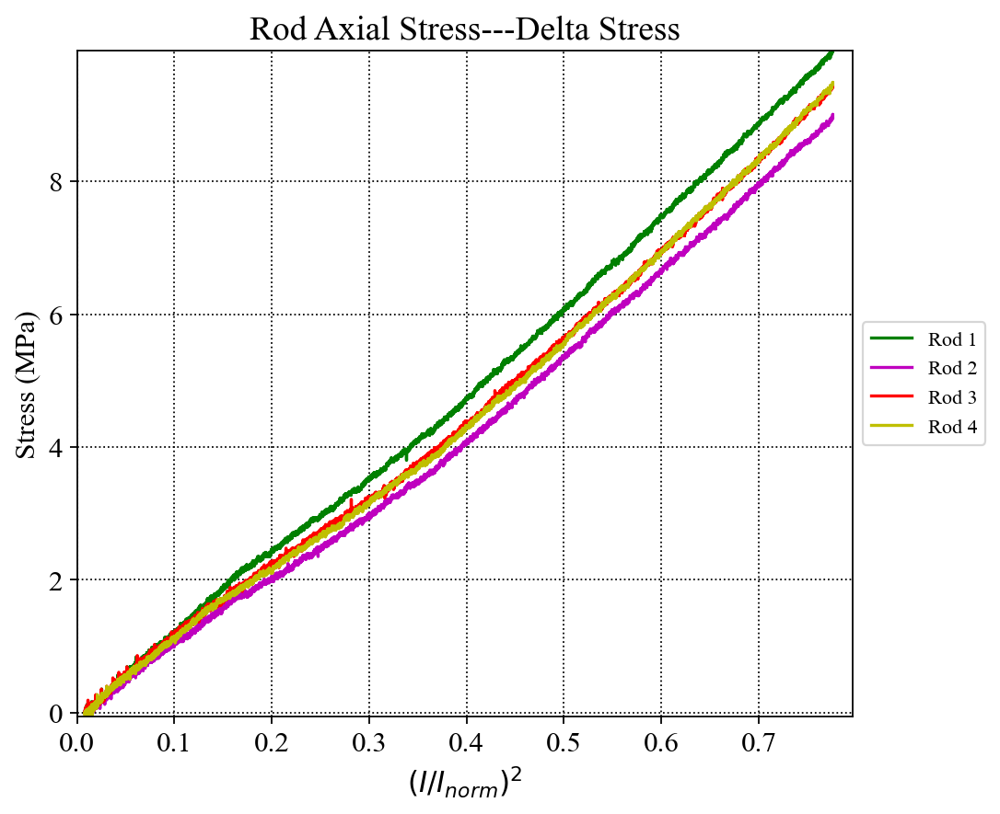 Rod Axial Stress---Delta Stress
Stress (MPa)
8
6
4
2
0
0.0 0.1 0.2 0.3 0.4 0.5 0.6 0.7
(I/I_norm)^2
Rod 1
Rod 2
Rod 3
Rod 4